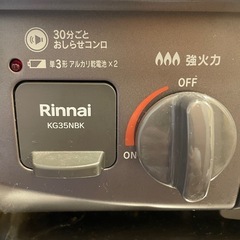 30分ごと
おしらせコンロ
単3形アルカリ乾電池×2
強火力
OFF
Rinnai
KG35NBK
ON